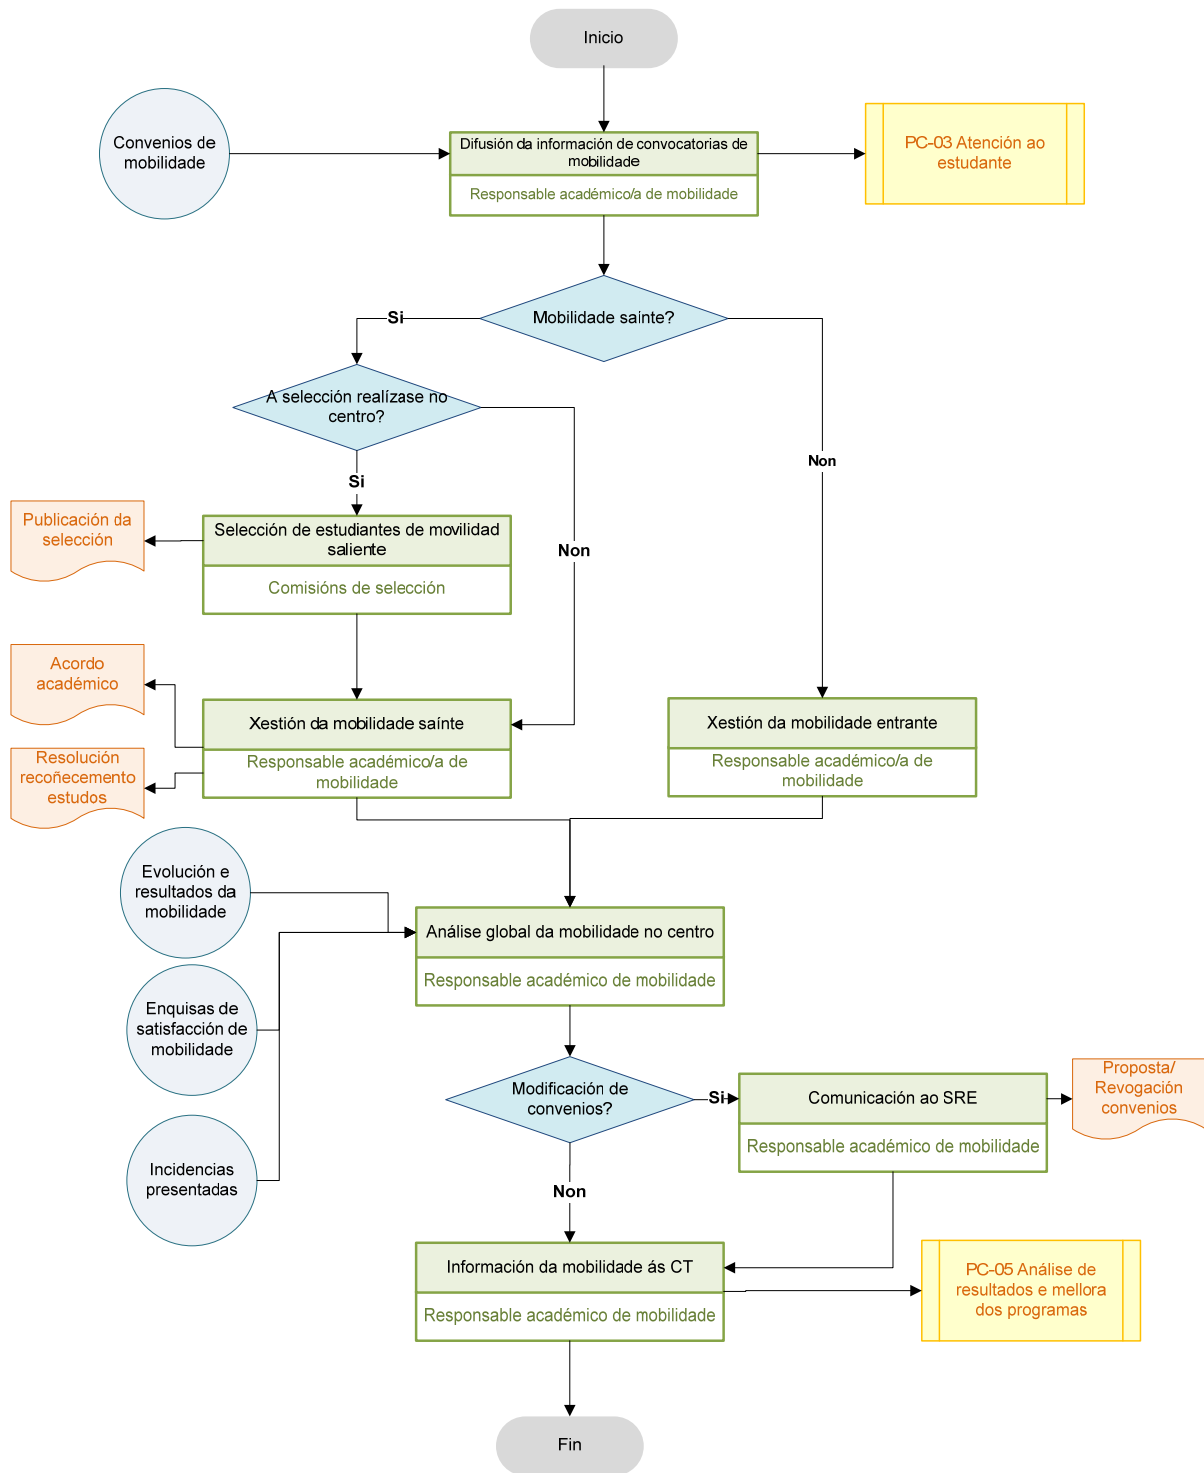 Inicio
Convenios de
mobilidade
Difusión da información de convocatorias de
mobilidade
Responsable académico/a de mobilidade
PC-03 Atención ao
estudante
Mobilidade saínte?
Si
Non
A selección realízase no
centro?
Si
Non
Publicación da
selección
Selección de estudiantes de movilidad
saliente
Comisións de selección
Acordo
académico
Resolución
recoñecemento
estudos
Xestión da mobilidade saínte
Responsable académico/a de
mobilidade
Xestión da mobilidade entrante
Responsable académico/a de
mobilidade
Evolución e
resultados da
mobilidade
Análise global da mobilidade no centro
Responsable académico de mobilidade
Enquisas de
satisfacción de
mobilidade
Modificación de
convenios?
Si
Comunicación ao SRE
Responsable académico de mobilidade
Proposta/
Revogación
convenios
Incidencias
presentadas
Non
Información da mobilidade ás CT
Responsable académico de mobilidade
PC-05 Análise de
resultados e mellora
dos programas
Fin